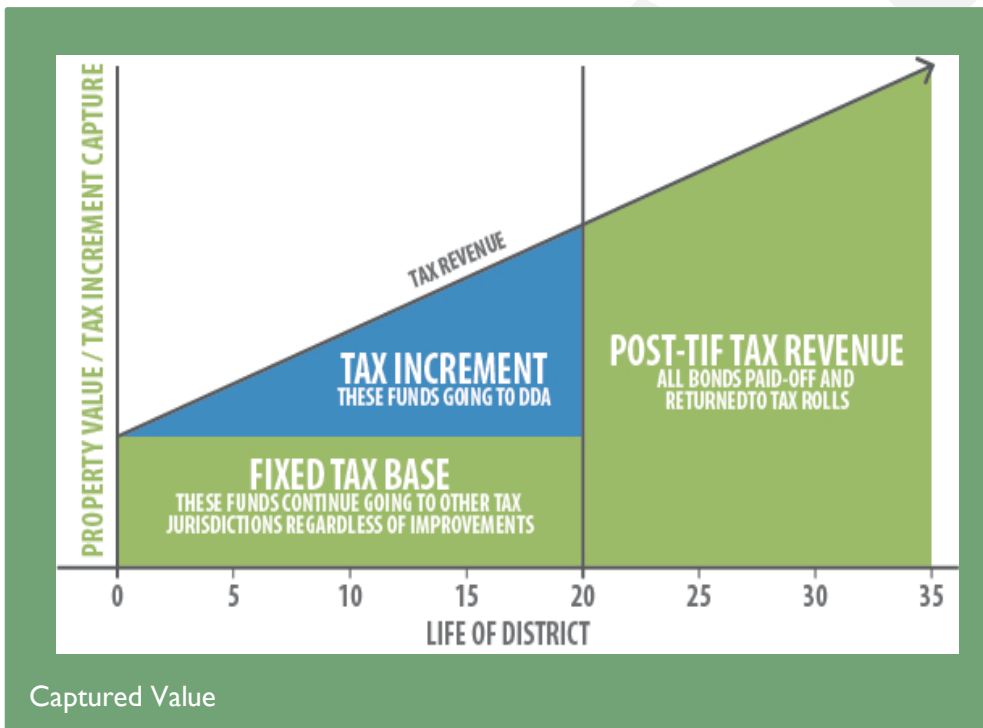 PROPERTY VALUE / TAX INCREMENT CAPTURE
TAX REVENUE
TAX INCREMENT
THESE FUNDS GOING TO DDA
POST-TIF TAX REVENUE
ALL BONDS PAID-OFF AND
RETURNEDTO TAX ROLLS
FIXED TAX BASE
THESE FUNDS CONTINUE GOING TO OTHER TAX
JURISDICTIONS REGARDLESS OF IMPROVEMENTS
0 5 10 15 20 25 30 35
LIFE OF DISTRICT
Captured Value